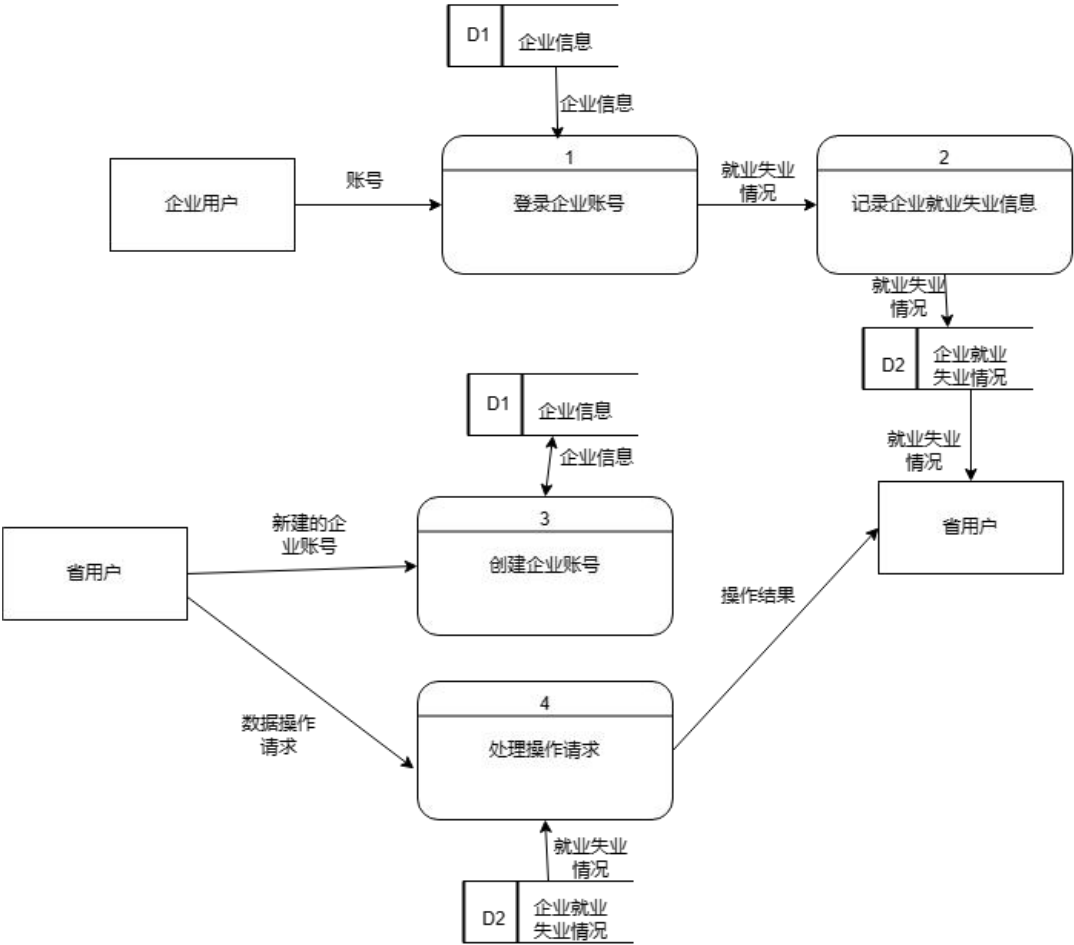 D1
企业信息
企业信息
1
2
账号
就业失业
情况
企业用户
登录企业账号
记录企业就业失业信息
就业失业
情况
D2
企业就业
失业情况
D1
企业信息
就业失业
情况
企业信息
3
新建的企
业账号
省用户
创建企业账号
省用户
操作结果
4
数据操作
请求
处理操作请求
就业失业
情况
D2
企业就业
失业情况